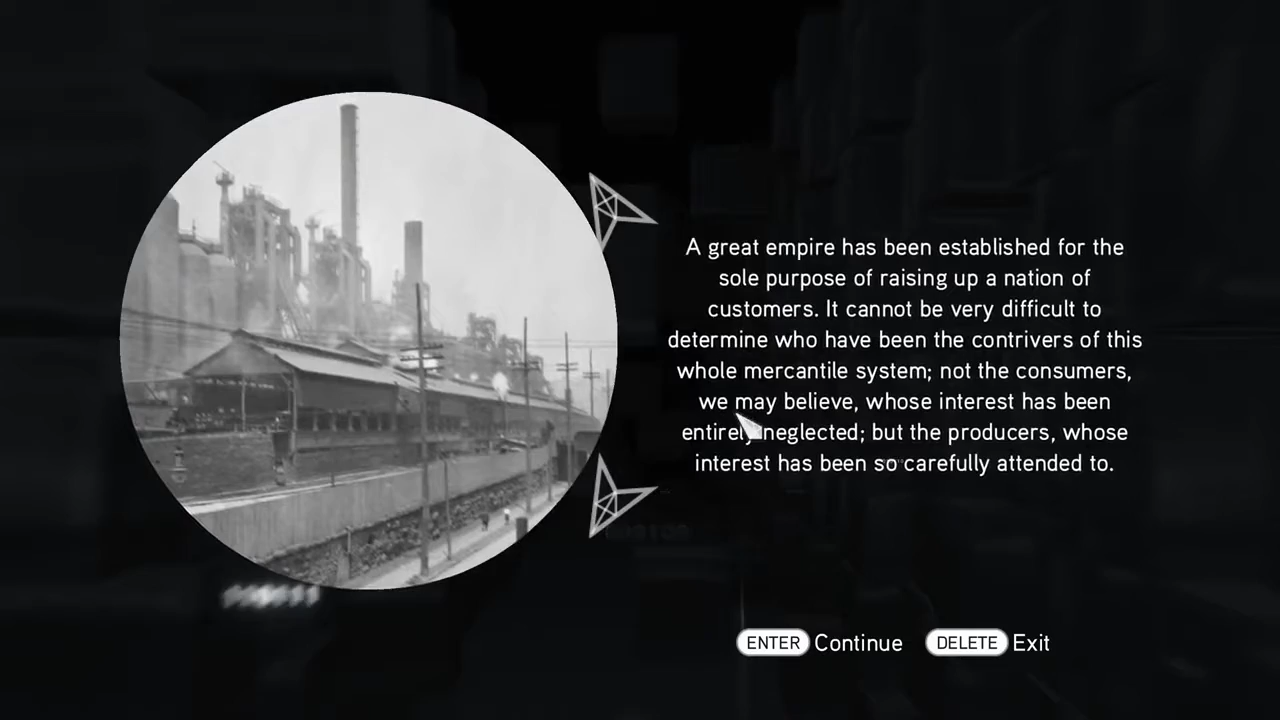 A great empire has been established for the
sole purpose of raising up a nation of
customers. It cannot be very difficult to
determine who have been the contrivers of this
whole mercantile system; not the consumers,
we may believe, whose interest has been
entirely neglected; but the producers, whose
interest has been so carefully attended to.
ENTER Continue DELETE Exit